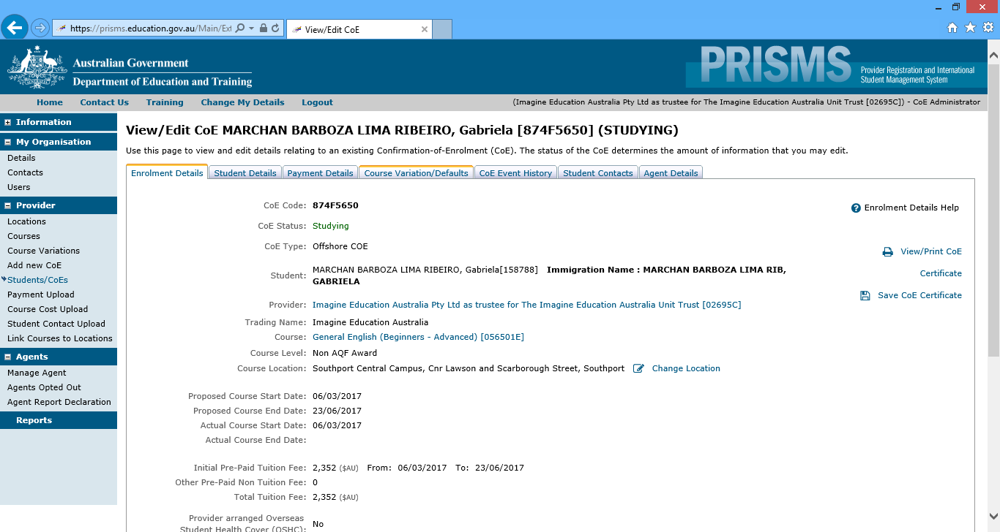 https://prisms.education.gov.au/Main/Ext
View/Edit CoE
Australian Government
Department of Education and Training
PRISMS
Provider Registration and International
Student Management System
Home Contact Us Training Change My Details Logout
(Imagine Education Australia Pty Ltd as trustee for The Imagine Education Australia Unit Trust [02695C]) - CoE Administrator
Information
My Organisation
Details
Contacts
Users
Provider
Locations
Courses
Course Variations
Add new CoE
Students/CoEs
Payment Upload
Course Cost Upload
Student Contact Upload
Link Courses to Locations
Agents
Manage Agent
Agents Opted Out
Agent Report Declaration
Reports
View/Edit CoE MARCHAN BARBOZA LIMA RIBEIRO, Gabriela [874F5650] (STUDYING)
Use this page to view and edit details relating to an existing Confirmation-of-Enrolment (CoE). The status of the CoE determines the amount of information that you may edit.
Enrolment Details Student Details Payment Details Course Variation/Defaults CoE Event History Student Contacts Agent Details
CoE Code: 874F5650
Enrolment Details Help
CoE Status: Studying
CoE Type: Offshore COE
View/Print CoE
Certificate
Save CoE Certificate
Student: MARCHAN BARBOZA LIMA RIBEIRO, Gabriela[158788] Immigration Name : MARCHAN BARBOZA LIMA RIB,
GABRIELA
Provider: Imagine Education Australia Pty Ltd as trustee for The Imagine Education Australia Unit Trust [02695C]
Trading Name: Imagine Education Australia
Course: General English (Beginners - Advanced) [056501E]
Course Level: Non AQF Award
Course Location: Southport Central Campus, Cnr Lawson and Scarborough Street, Southport Change Location
Proposed Course Start Date: 06/03/2017
Proposed Course End Date: 23/06/2017
Actual Course Start Date: 06/03/2017
Actual Course End Date:
Initial Pre-Paid Tuition Fee: 2,352 ($AU) From: 06/03/2017 To: 23/06/2017
Other Pre-Paid Non Tuition Fee: 0
Total Tuition Fee: 2,352 ($AU)
Provider arranged Overseas
Student Health Cover (OSHC): No